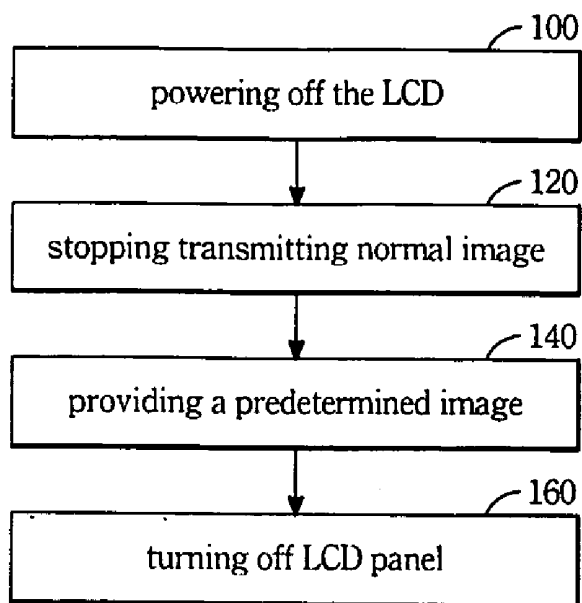 100
powering off the LCD
120
stopping transmitting normal image
140
providing a predetermined image
160
turning off LCD panel